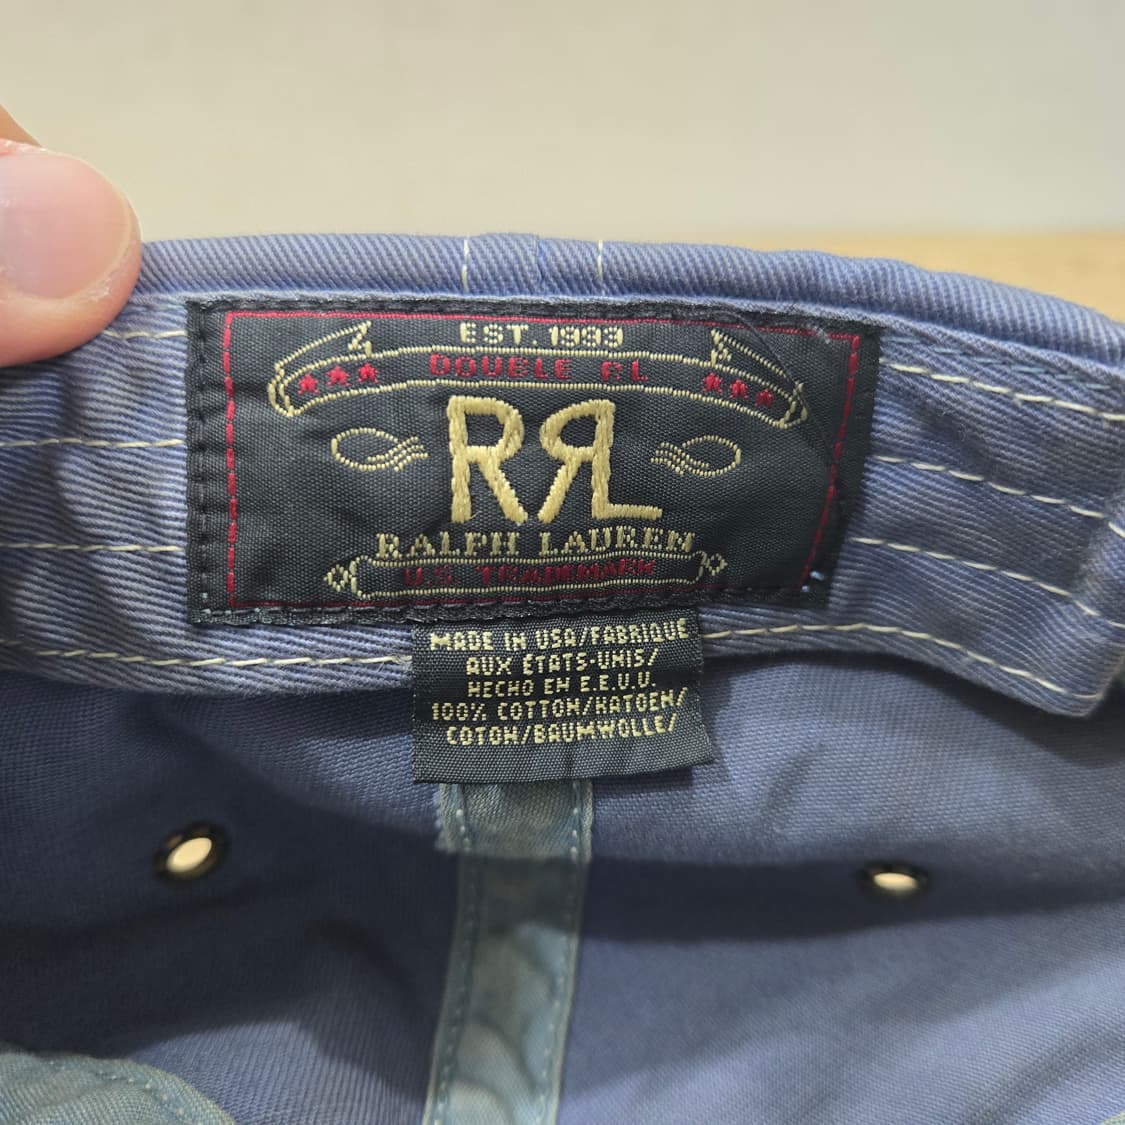 EST. 1993
DOUBLE RL
RRL
RALPH LAUREN
U.S. TRADEMARK
MADE IN USA/FABRIQUÉ
AUX ÉTATS-UNIS/
HECHO EN E.E.U.U.
100% COTTON/KATOEN/
COTON/BAUMWOLLE/